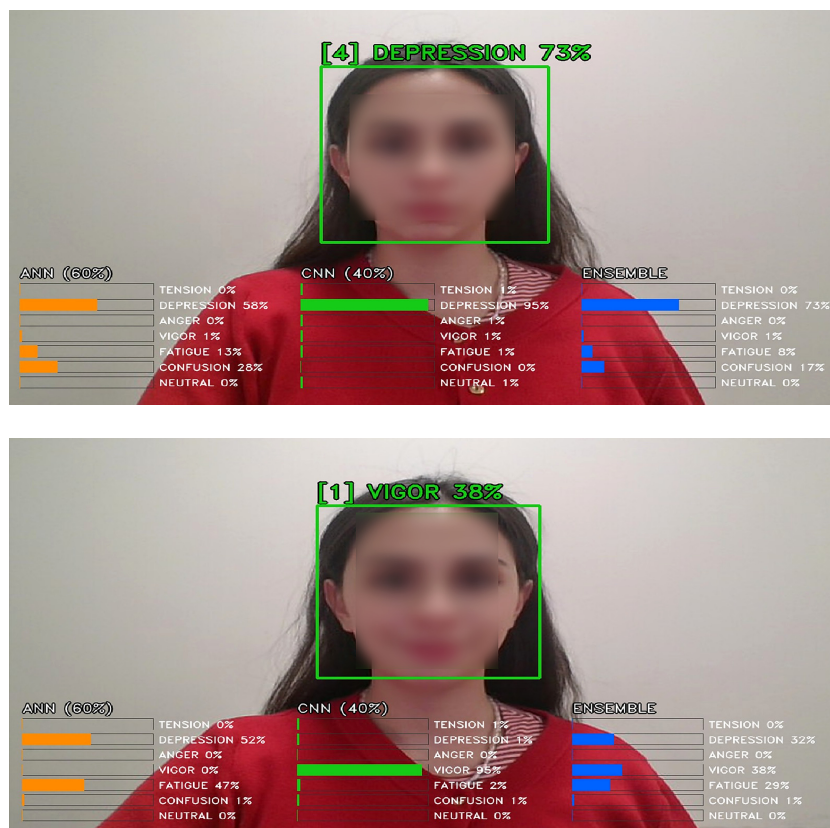 [4] DEPRESSION 73%
ANN (60%)
TENSION 0%
DEPRESSION 58%
ANGER 0%
VIGOR 1%
FATIGUE 13%
CONFUSION 28%
NEUTRAL 0%
CNN (40%)
TENSION 1%
DEPRESSION 95%
ANGER 1%
VIGOR 1%
FATIGUE 1%
CONFUSION 0%
NEUTRAL 1%
ENSEMBLE
TENSION 0%
DEPRESSION 73%
ANGER 0%
VIGOR 1%
FATIGUE 8%
CONFUSION 17%
NEUTRAL 0%
[1] VIGOR 38%
ANN (60%)
TENSION 0%
DEPRESSION 52%
ANGER 0%
VIGOR 0%
FATIGUE 47%
CONFUSION 1%
NEUTRAL 0%
CNN (40%)
TENSION 1%
DEPRESSION 1%
ANGER 0%
VIGOR 95%
FATIGUE 2%
CONFUSION 1%
NEUTRAL 0%
ENSEMBLE
TENSION 0%
DEPRESSION 32%
ANGER 0%
VIGOR 38%
FATIGUE 29%
CONFUSION 1%
NEUTRAL 0%